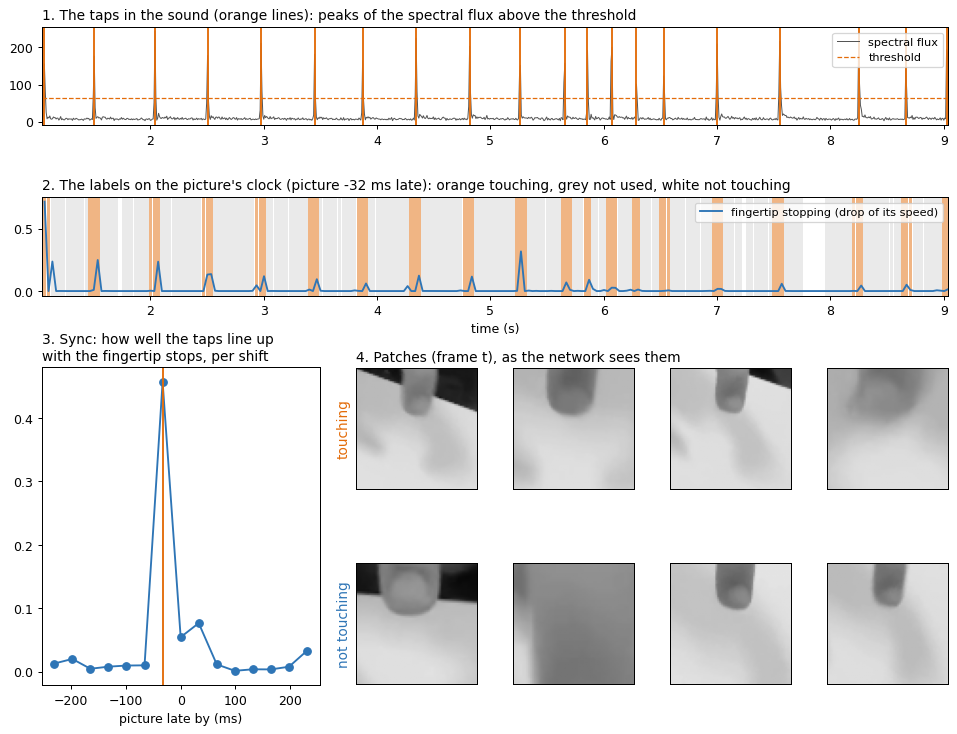 1. The taps in the sound (orange lines): peaks of the spectral flux above the threshold
200
100
0
spectral flux
threshold
2 3 4 5 6 7 8 9
2. The labels on the picture's clock (picture -32 ms late): orange touching, grey not used, white not touching
0.5
0.0
fingertip stopping (drop of its speed)
2 3 4 5 6 7 8 9
time (s)
3. Sync: how well the taps line up
with the fingertip stops, per shift
0.4
0.3
0.2
0.1
0.0
−200 −100 0 100 200
picture late by (ms)
4. Patches (frame t), as the network sees them
touching
not touching